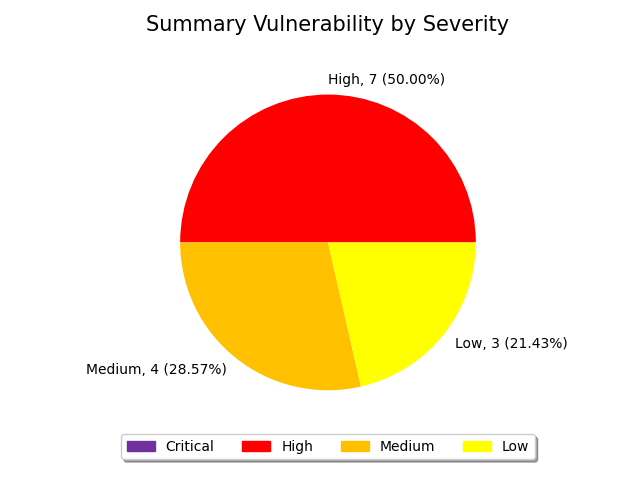 Summary Vulnerability by Severity
High, 7 (50.00%)
Low, 3 (21.43%)
Medium, 4 (28.57%)
Critical High Medium Low